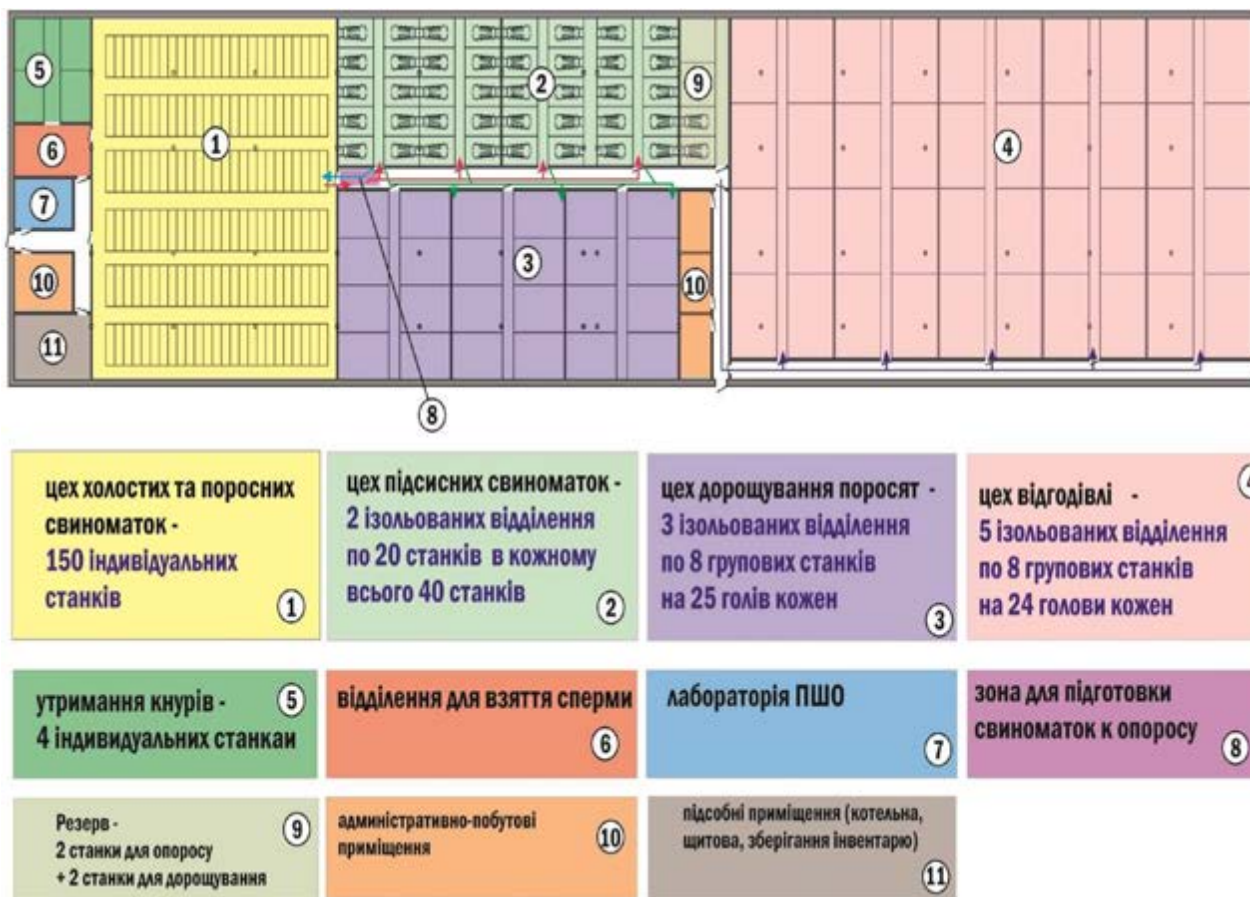 5
6
7
10
11
1
2
9
3
10
4
8
цех холостих та поросних
свиноматок -
150 індивідуальних
станків
1
цех підсисних свиноматок -
2 ізольованих відділення
по 20 станків в кожному
всього 40 станків
2
цех дорощування поросят -
3 ізольованих відділення
по 8 групових станків
на 25 голів кожен
3
цех відгодівлі -
5 ізольованих відділення
по 8 групових станків
на 24 голови кожен
4
утримання кнурів -
4 індивидуальних станкаи
5
відділення для взяття сперми
6
лабораторія ПШО
7
зона для підготовки
свиноматок к опоросу
8
Резерв -
2 станки для опоросу
+ 2 станки для дорощування
9
адміністративно-побутові
приміщення
10
підсобні приміщення (котельна,
щитова, зберігання інвентарю)
11